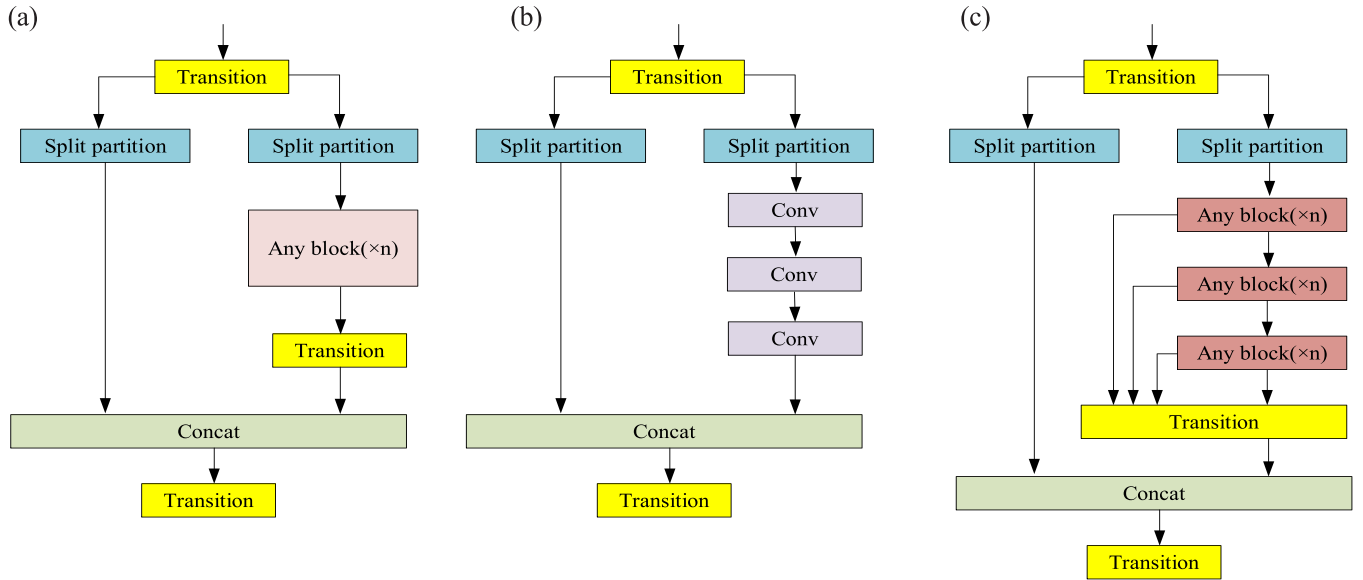 (a)
Transition
Split partition
Split partition
Any block(×n)
Transition
Concat
Transition
(b)
Transition
Split partition
Split partition
Conv
Conv
Conv
Concat
Transition
(c)
Transition
Split partition
Split partition
Any block(×n)
Any block(×n)
Any block(×n)
Transition
Concat
Transition